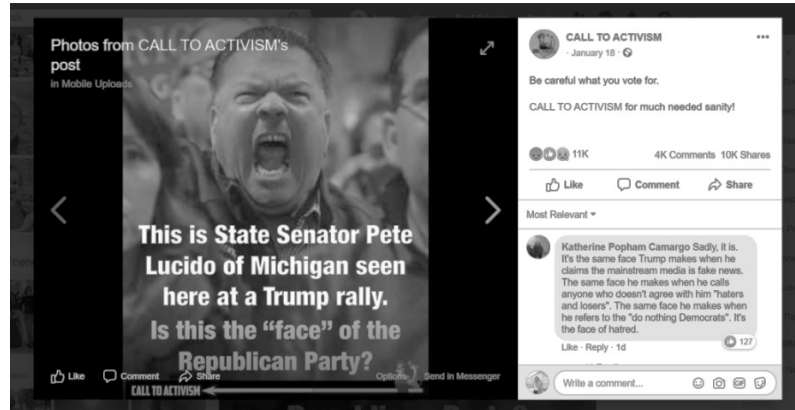 Photos from CALL TO ACTIVISM's
post
in Mobile Uploads
This is State Senator Pete
Lucido of Michigan seen
here at a Trump rally.
Is this the “face” of the
Republican Party?
Like Comment Share
Options Send in Messenger
CALL TO ACTIVISM
CALL TO ACTIVISM
January 18
Be careful what you vote for.
CALL TO ACTIVISM for much needed sanity!
11K 4K Comments 10K Shares
Like Comment Share
Most Relevant
Katherine Popham Camargo Sadly, it is.
It's the same face Trump makes when he
claims the mainstream media is fake news.
The same face he makes when he calls
anyone who doesn't agree with him "haters
and losers". The same face he makes when
he refers to the "do nothing Democrats". It's
the face of hatred.
127
Like · Reply · 1d
Write a comment...
GIF